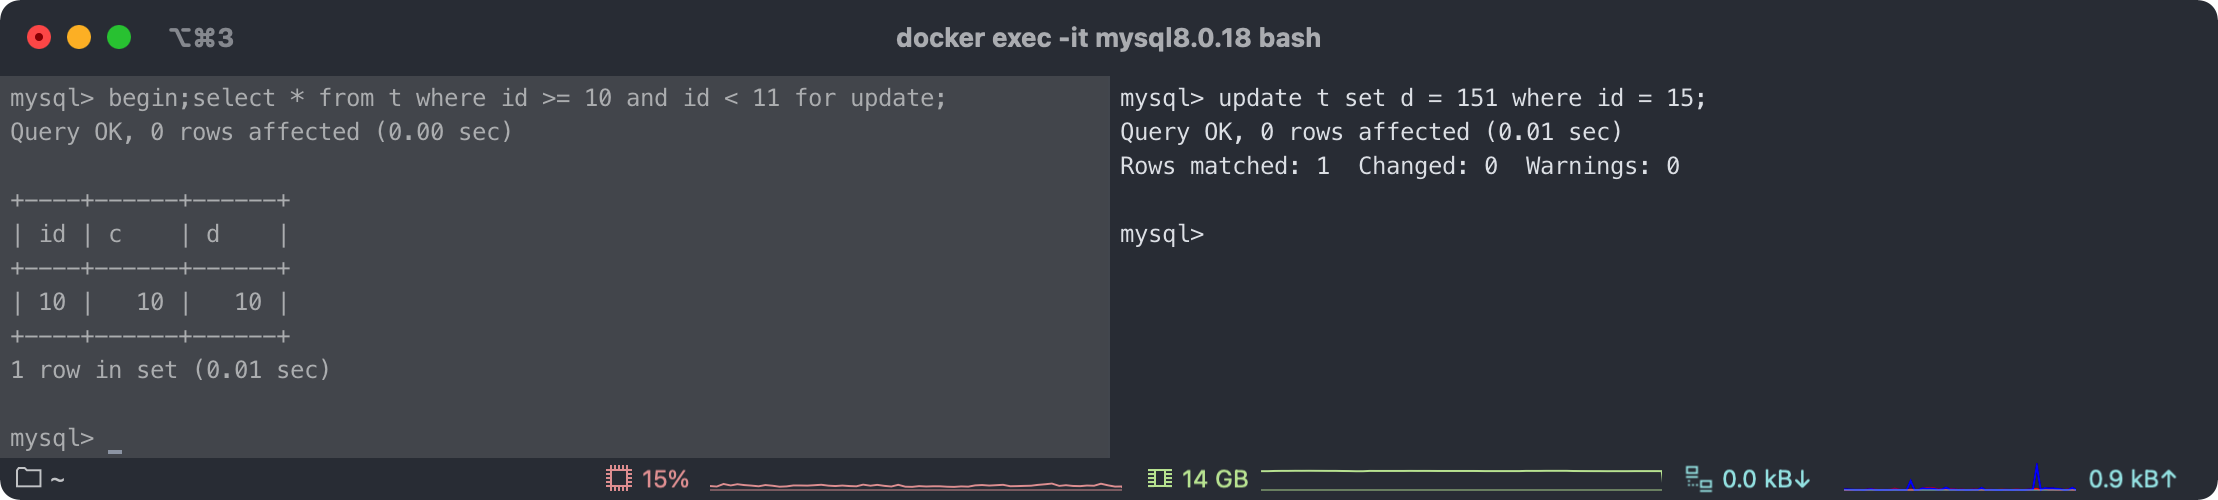 ⌥⌘3
docker exec -it mysql8.0.18 bash
mysql> begin;select * from t where id >= 10 and id < 11 for update;
Query OK, 0 rows affected (0.00 sec)

+----+------+------+
| id | c    | d    |
+----+------+------+
| 10 |   10 |   10 |
+----+------+------+
1 row in set (0.01 sec)

mysql> _
mysql> update t set d = 151 where id = 15;
Query OK, 0 rows affected (0.01 sec)
Rows matched: 1  Changed: 0  Warnings: 0

mysql>
~ 15% 14 GB 0.0 kB↓ 0.9 kB↑